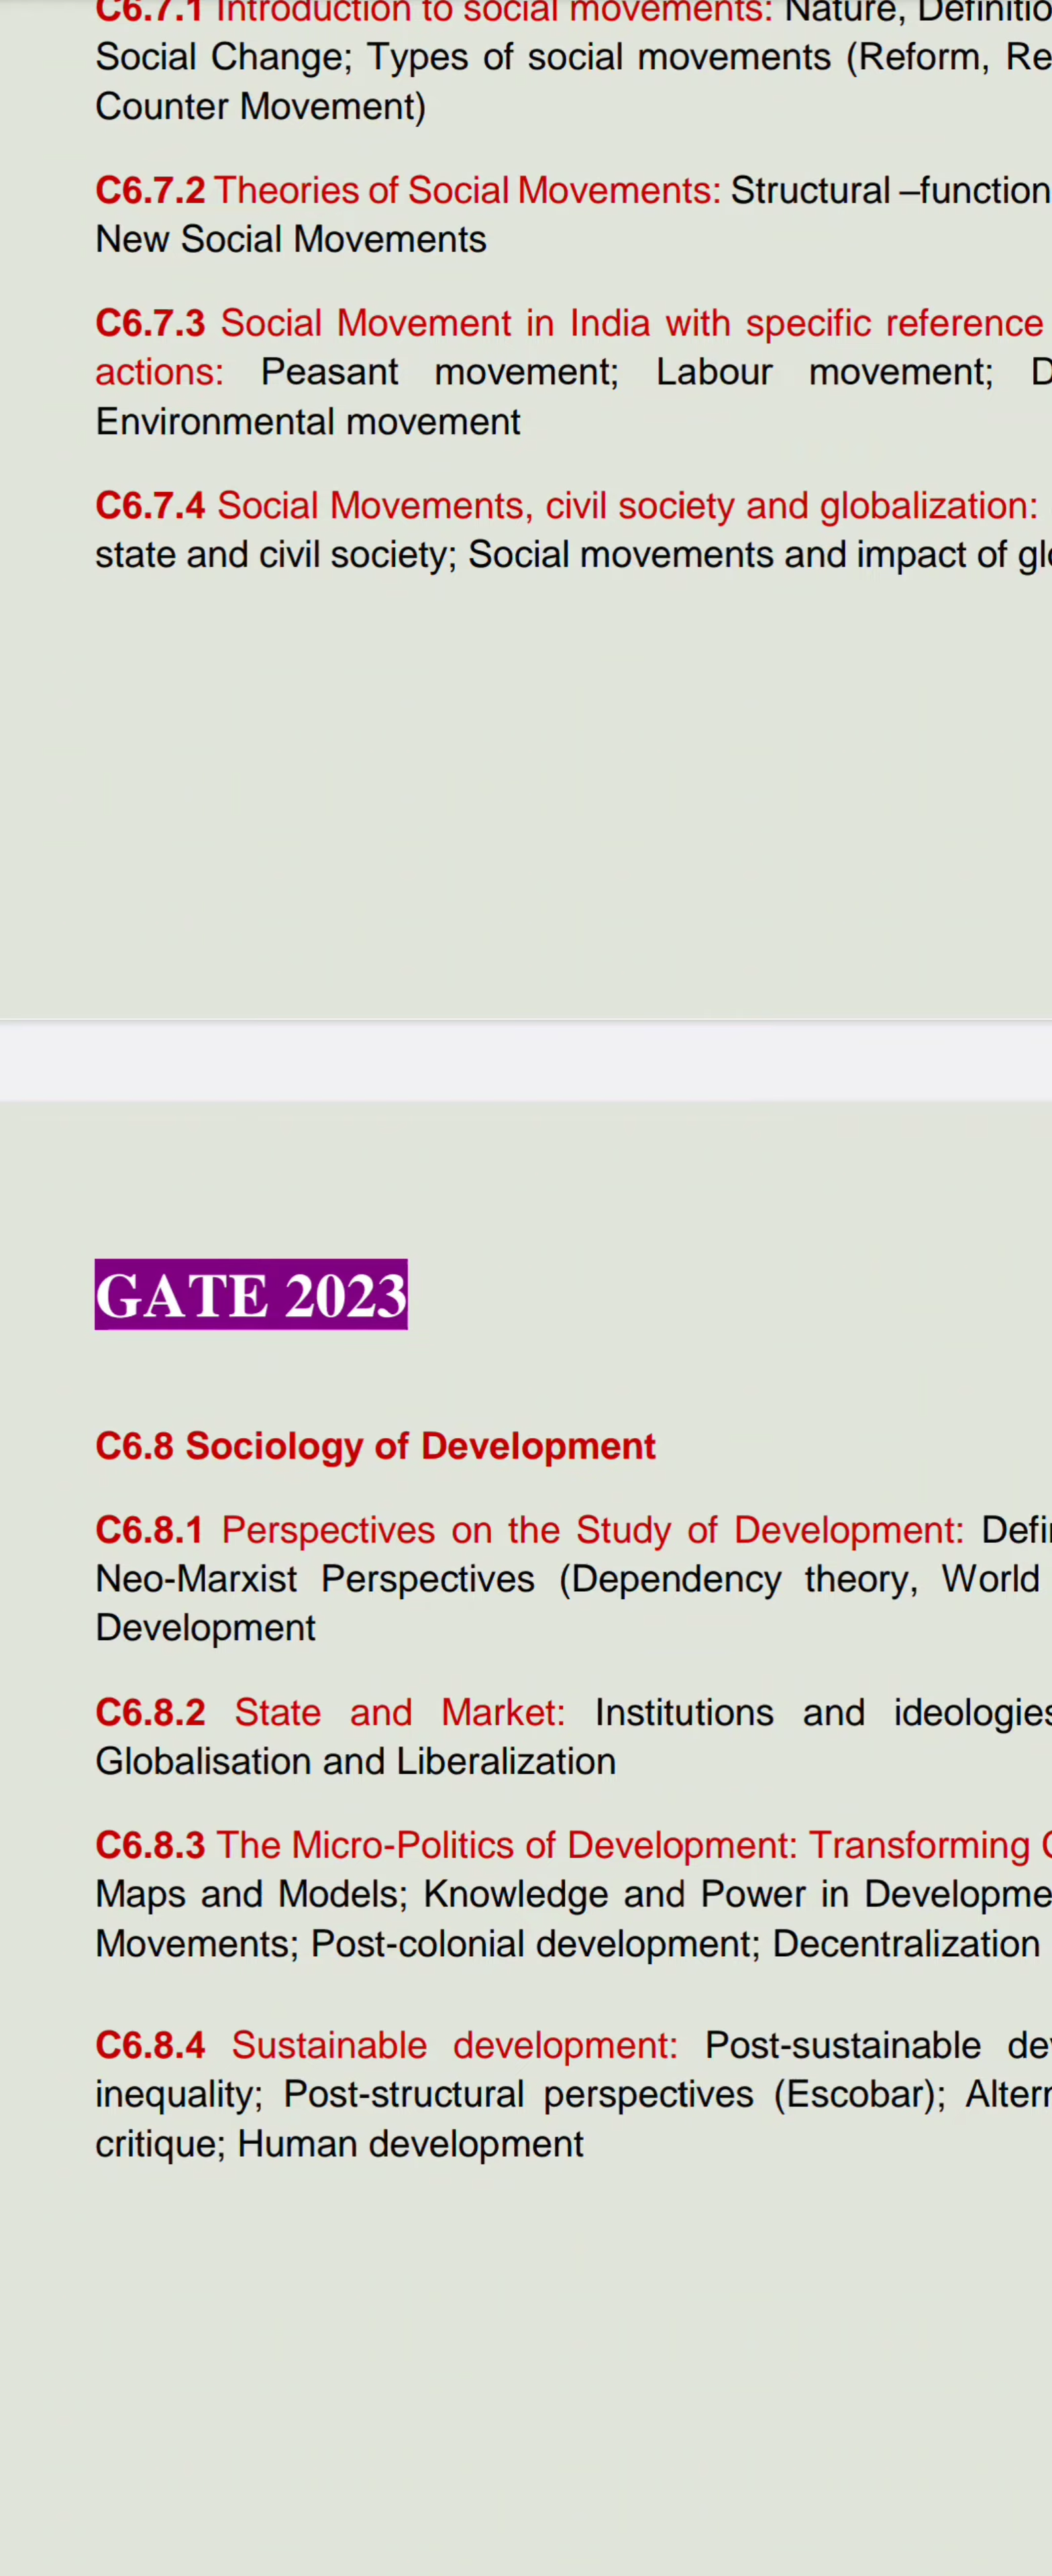 C6.7.1 Introduction to social movements: Nature,
Social Change; Types of social movements (Reform,
Counter Movement)
C6.7.2 Theories of Social Movements: Structural –function
New Social Movements
C6.7.3 Social Movement in India with specific reference
actions: Peasant movement; Labour movement;
Environmental movement
C6.7.4 Social Movements, civil society and globalization:
state and civil society; Social movements and impact of
GATE 2023
C6.8 Sociology of Development
C6.8.1 Perspectives on the Study of Development:
Neo-Marxist Perspectives (Dependency theory, World
Development
C6.8.2 State and Market: Institutions and ideologies
Globalisation and Liberalization
C6.8.3 The Micro-Politics of Development: Transforming
Maps and Models; Knowledge and Power in Developme
Movements; Post-colonial development; Decentralization
C6.8.4 Sustainable development: Post-sustainable
inequality; Post-structural perspectives (Escobar);
critique; Human development